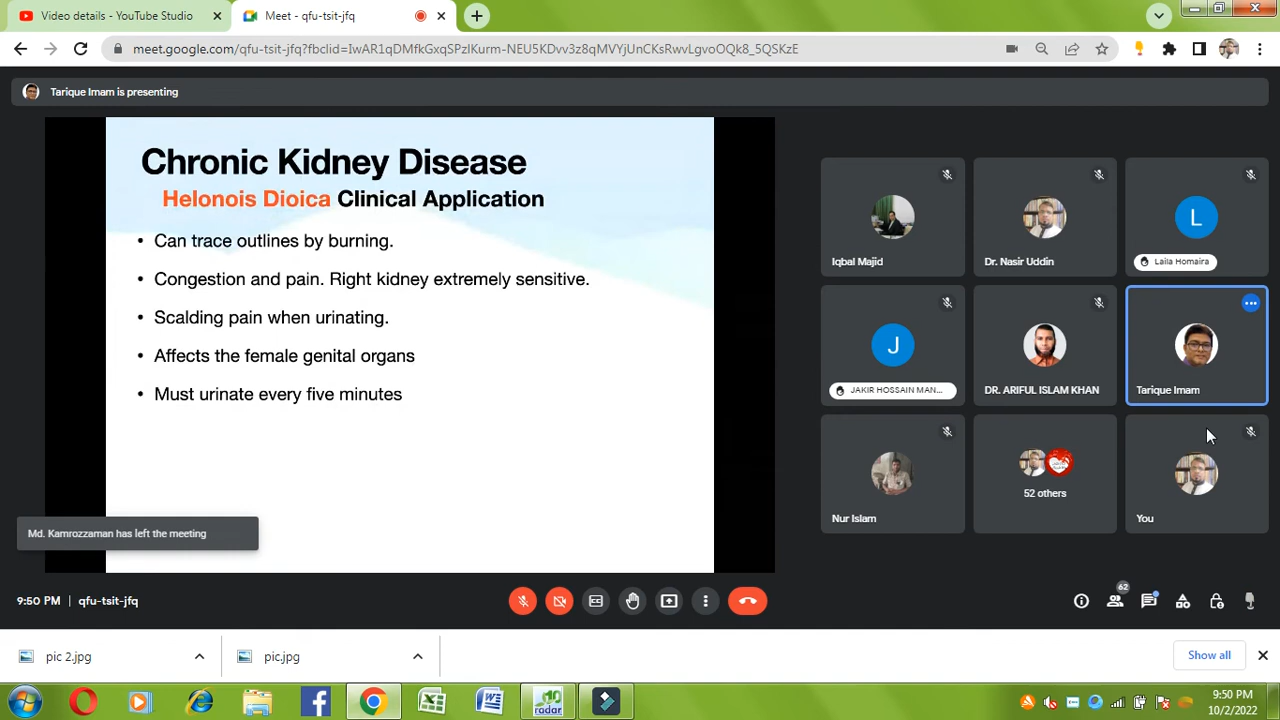 Video details - YouTube Studio
Meet - qfu-tsit-jfq
meet.google.com/qfu-tsit-jfq?fbclid=IwAR1qDMfkGxqSPzlKurm-NEU5KDvv3z8qMVYjUnCKsRwvLgvoOQk8_5QSKzE
Tarique Imam is presenting
Chronic Kidney Disease
Helonois Dioica Clinical Application
• Can trace outlines by burning.
• Congestion and pain. Right kidney extremely sensitive.
• Scalding pain when urinating.
• Affects the female genital organs
• Must urinate every five minutes
Iqbal Majid
Dr. Nasir Uddin
L
Laila Homaira
J
JAKIR HOSSAIN MAN...
DR. ARIFUL ISLAM KHAN
Tarique Imam
Nur Islam
52 others
You
Md. Kamrozzaman has left the meeting
9:50 PM | qfu-tsit-jfq
62
pic 2.jpg
pic.jpg
Show all
10
radar
9:50 PM
10/2/2022